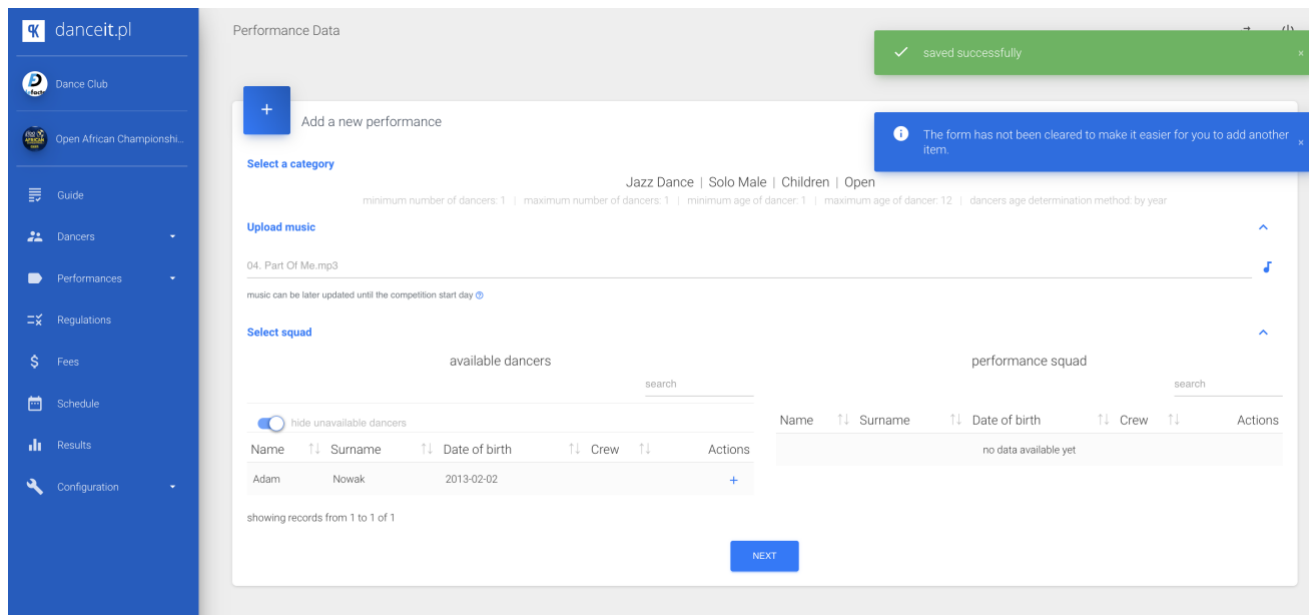 danceit.pl
Performance Data
saved successfully
×
Dance Club
Add a new performance
The form has not been cleared to make it easier for you to add another
item.
×
Open African Championshi...
Select a category
Jazz Dance | Solo Male | Children | Open
minimum number of dancers: 1 | maximum number of dancers: 1 | minimum age of dancer: 1 | maximum age of dancer: 12 | dancers age determination method: by year
Guide
Dancers
Performances
Regulations
Fees
Schedule
Results
Configuration
Upload music
04. Part Of Me.mp3
music can be later updated until the competition start day
Select squad
available dancers
search
hide unavailable dancers
Name Surname Date of birth Crew Actions
Adam Nowak 2013-02-02 +
showing records from 1 to 1 of 1
performance squad
search
Name Surname Date of birth Crew Actions
no data available yet
NEXT